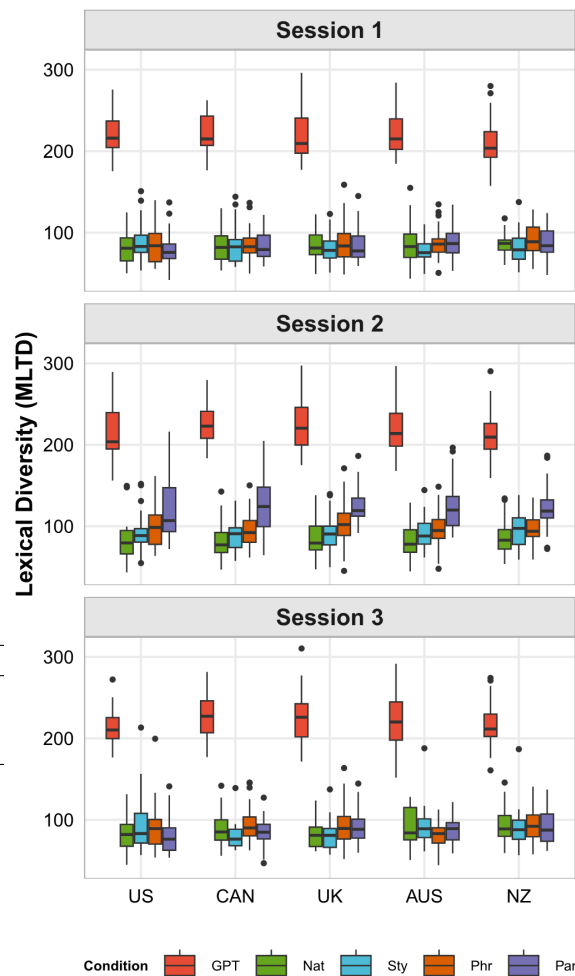 Session 1
300
200
100
Session 2
300
200
100
Lexical Diversity (MLTD)
Session 3
300
200
100
US CAN UK AUS NZ
Condition GPT Nat Sty Phr Par